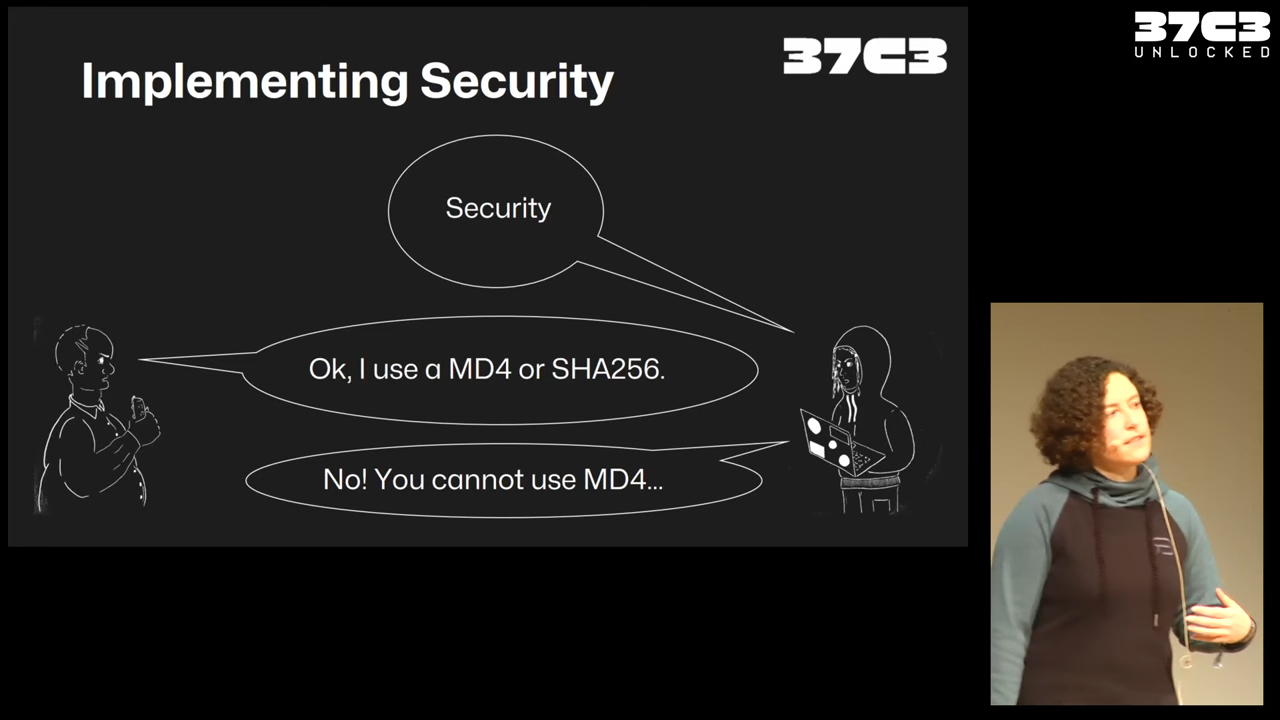 Implementing Security
37C3
37C3
UNLOCKED
Security
Ok, I use a MD4 or SHA256.
No! You cannot use MD4...